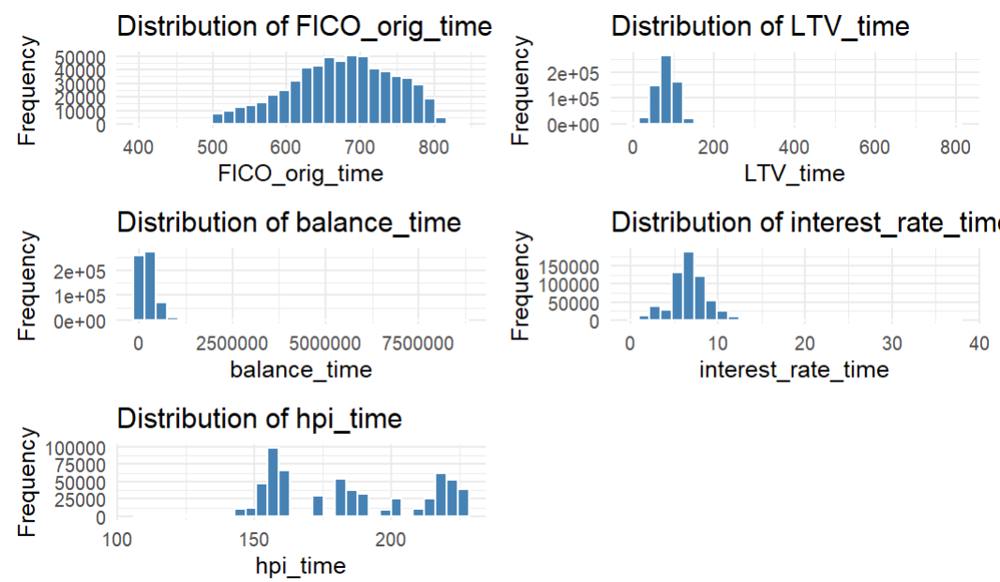 Distribution of FICO_orig_time
Frequency
50000
40000
30000
20000
10000
0
400 500 600 700 800
FICO_orig_time
Distribution of LTV_time
Frequency
2e+05
1e+05
0e+00
0 200 400 600 800
LTV_time
Distribution of balance_time
Frequency
2e+05
1e+05
0e+00
0 2500000 5000000 7500000
balance_time
Distribution of interest_rate_time
Frequency
150000
100000
50000
0
0 10 20 30 40
interest_rate_time
Distribution of hpi_time
Frequency
100000
75000
50000
25000
0
100 150 200
hpi_time